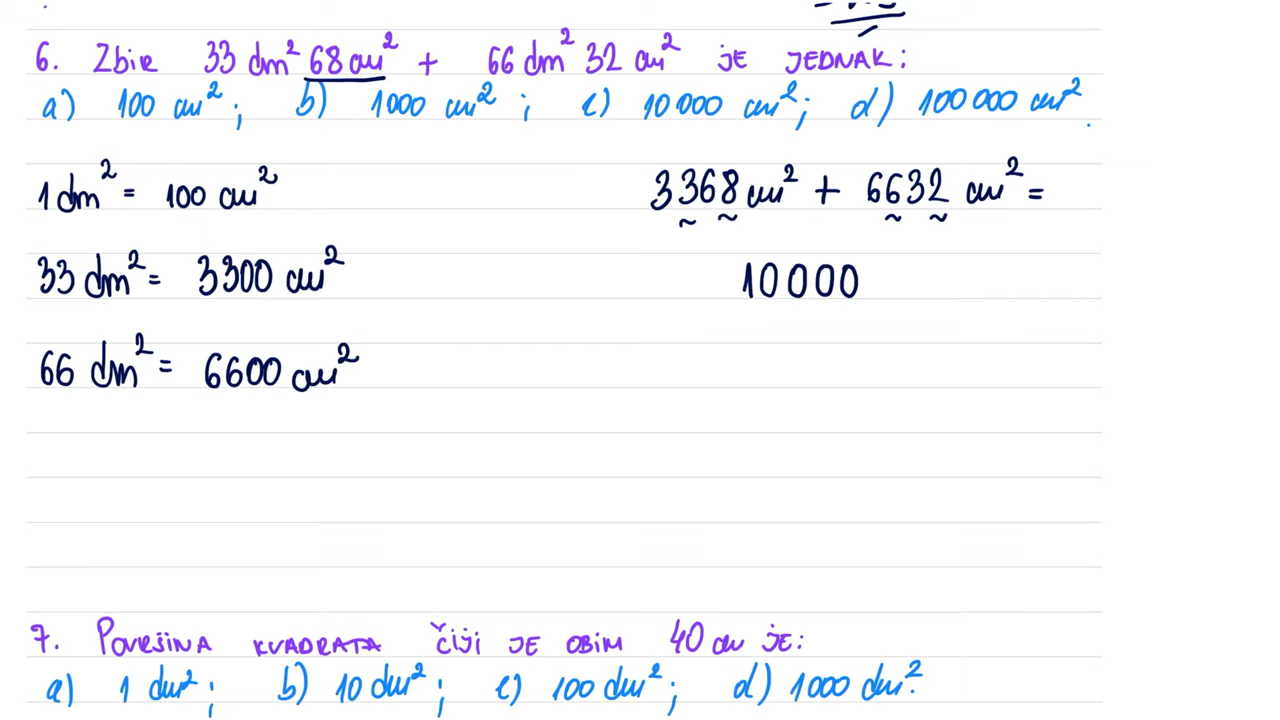 6. Zbir 33 dm² 68 cm² + 66 dm² 32 cm² JE JEDNAK:
a) 100 cm²; b) 1000 cm²; c) 10 000 cm²; d) 100 000 cm².
1 dm² = 100 cm²
3368 cm² + 6632 cm² =
33 dm² = 3300 cm²
10000
66 dm² = 6600 cm²
7. POVRŠINA KVADRATA ČIJI JE OBIM 40 cm JE:
a) 1 dm²; b) 10 dm²; c) 100 dm²; d) 1000 dm².